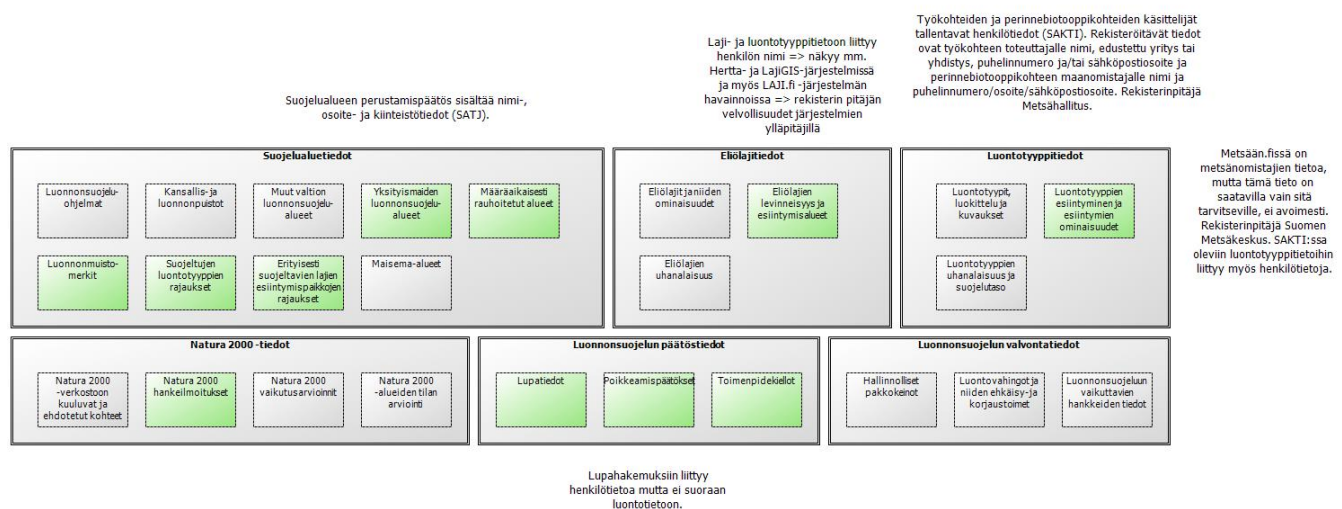 Suojelualueen perustamispäätös sisältää nimi-,
osoite- ja kiinteistötiedot (SATJ).
Laji- ja luontotyyppitietoon liittyy
henkilön nimi => näkyy mm.
Hertta- ja LajiGIS-järjestelmissä
ja myös LAJI.fi -järjestelmän
havainnoissa => rekisterin pitäjän
velvollisuudet järjestelmien
ylläpitäjillä
Työkohteiden ja perinnebiotooppikohteiden käsittelijät
tallentavat henkilötiedot (SAKTI). Rekisteröitävät tiedot
ovat työkohteen toteuttajalle nimi, edustettu yritys tai
yhdistys, puhelinnumero ja/tai sähköpostiosoite ja
perinnebiotooppikohteen maanomistajalle nimi ja
puhelinnumero/osoite/sähköpostiosoite. Rekisterinpitäjä
Metsähallitus.
Suojelualuetiedot
Luonnonsuojelu-
ohjelmat
Kansallis- ja
luonnonpuistot
Muut valtion
luonnonsuojelu-
alueet
Yksityismaiden
luonnonsuojelu-
alueet
Määräaikaisesti
rauhoitetut alueet
Luonnonmuisto-
merkit
Suojeltujen
luontotyyppien
rajaukset
Erityisesti
suojeltavien lajien
esiintymispaikkojen
rajaukset
Maisema-alueet
Eliölajitiedot
Eliölajit ja niiden
ominaisuudet
Eliölajien
levinneisyys ja
esiintymisalueet
Eliölajien
uhanalaisuus
Luontotyyppitiedot
Luontotyypit,
luokittelu ja
kuvaukset
Luontotyyppien
esiintyminen ja
esiintymien
ominaisuudet
Luontotyyppien
uhanalaisuus ja
suojelutaso
Metsään.fissä on
metsänomistajien tietoa,
mutta tämä tieto on
saatavilla vain sitä
tarvitseville, ei avoimesti.
Rekisterinpitäjä Suomen
Metsäkeskus. SAKTI:ssa
oleviin luontotyyppitietoihin
liittyy myös henkilötietoja.
Natura 2000 -tiedot
Natura 2000
-verkostoon
kuuluvat ja
ehdotetut kohteet
Natura 2000
hankeilmoitukset
Natura 2000
vaikutusarvioinnit
Natura 2000
-alueiden tilan
arviointi
Luonnonsuojelun päätöstiedot
Lupatiedot
Poikkeamispäätökset
Toimenpidekiellot
Luonnonsuojelun valvontatiedot
Hallinnolliset
pakkokeinot
Luontovahingot ja
niiden ehkäisy- ja
korjaustoimet
Luonnonsuojeluun
vaikuttavien
hankkeiden tiedot
Lupahakemuksiin liittyy
henkilötietoa mutta ei suoraan
luontotietoon.